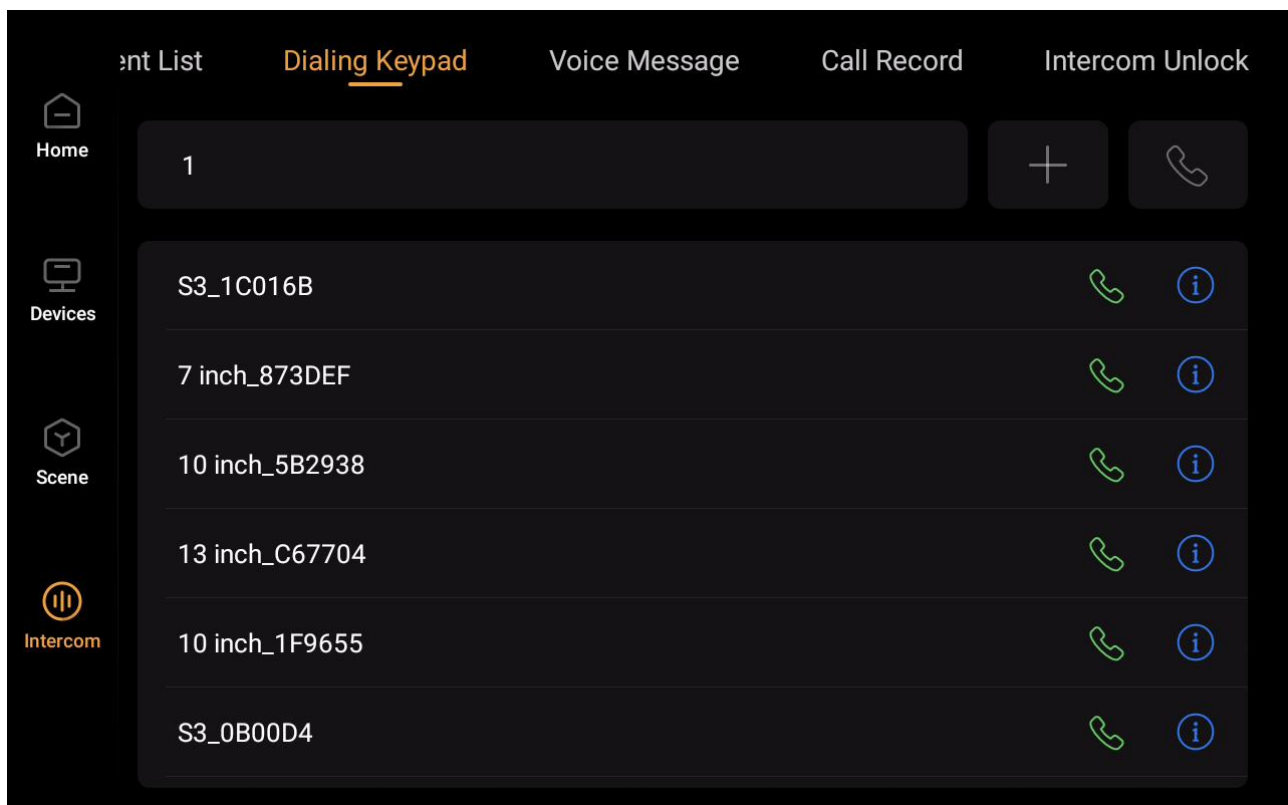 ent List Dialing Keypad Voice Message Call Record Intercom Unlock
Home
1
S3_1C016B
Devices
7 inch_873DEF
10 inch_5B2938
Scene
13 inch_C67704
Intercom
10 inch_1F9655
S3_0B00D4